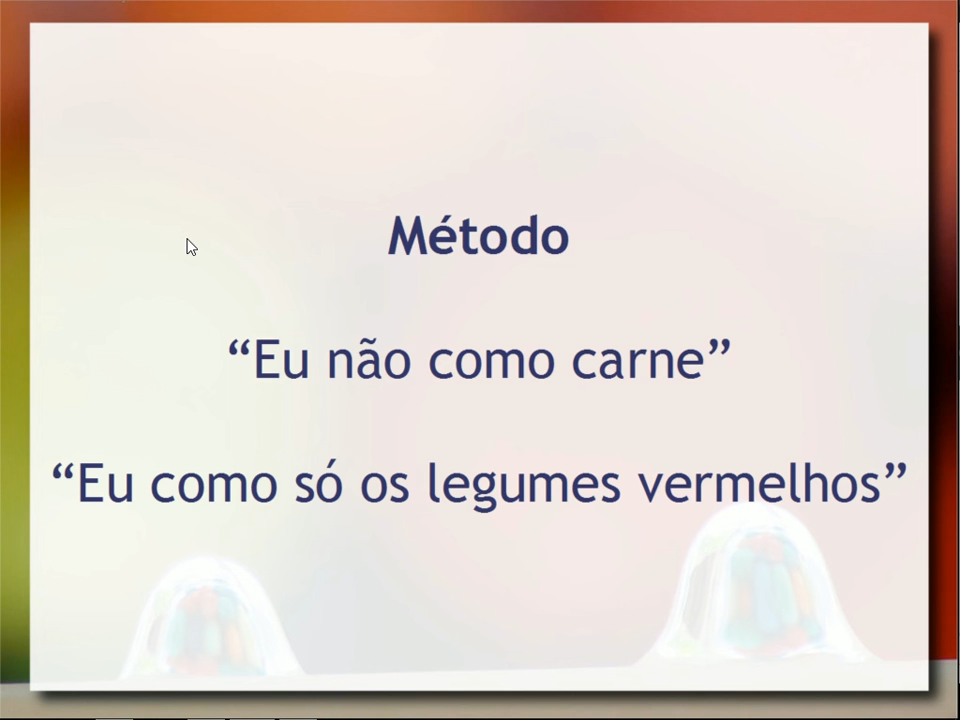 Método
“Eu não como carne”
“Eu como só os legumes vermelhos”